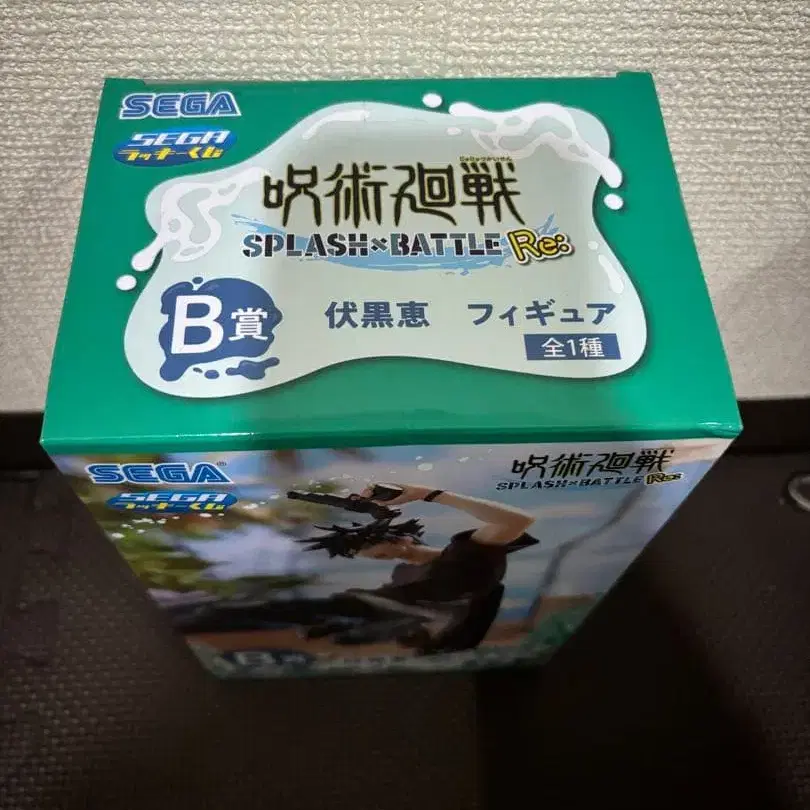 SEGA
SEGA
ラッキーくじ
じゅじゅつかいせん
呪術廻戦
SPLASH×BATTLE Re:
B賞
伏黒恵 フィギュア
全1種
SEGA®
SEGA
ラッキーくじ
呪術廻戦
SPLASH×BATTLE Re: